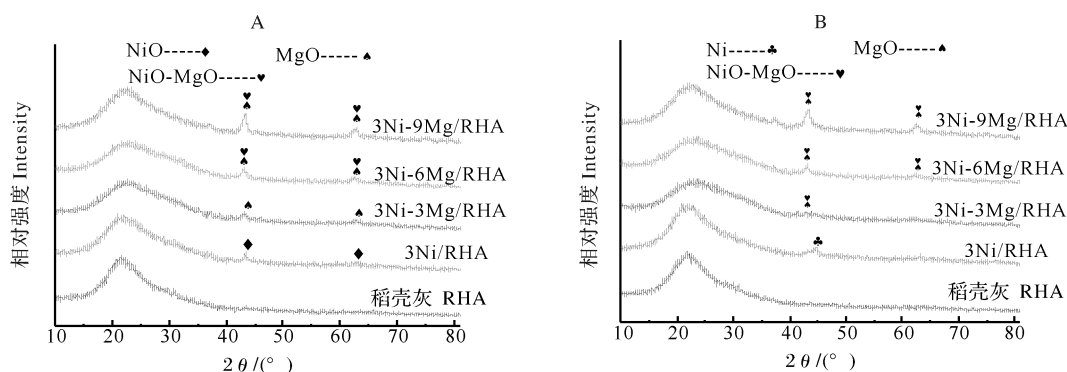 A
NiO-----♦
MgO------♠
NiO-MgO-----♥
3Ni-9Mg/RHA
3Ni-6Mg/RHA
3Ni-3Mg/RHA
3Ni/RHA
稻壳灰 RHA
相对强度 Intensity
10 20 30 40 50 60 70 80
2θ/(°)
B
Ni-----♣
MgO------♠
NiO-MgO-----♥
3Ni-9Mg/RHA
3Ni-6Mg/RHA
3Ni-3Mg/RHA
3Ni/RHA
稻壳灰 RHA
相对强度 Intensity
10 20 30 40 50 60 70 80
2θ/(°)